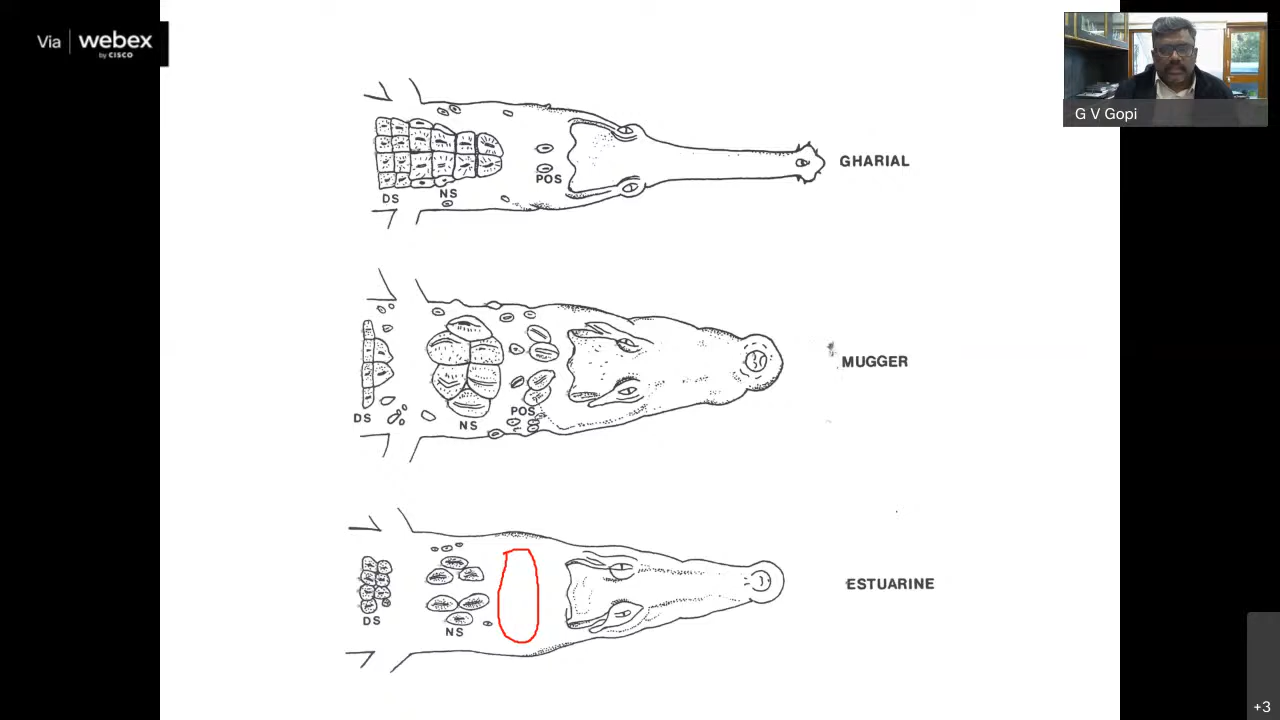 Via webex
by CISCO
G V Gopi
GHARIAL
POS
NS
DS
MUGGER
POS
DS
NS
ESTUARINE
DS
NS
+3